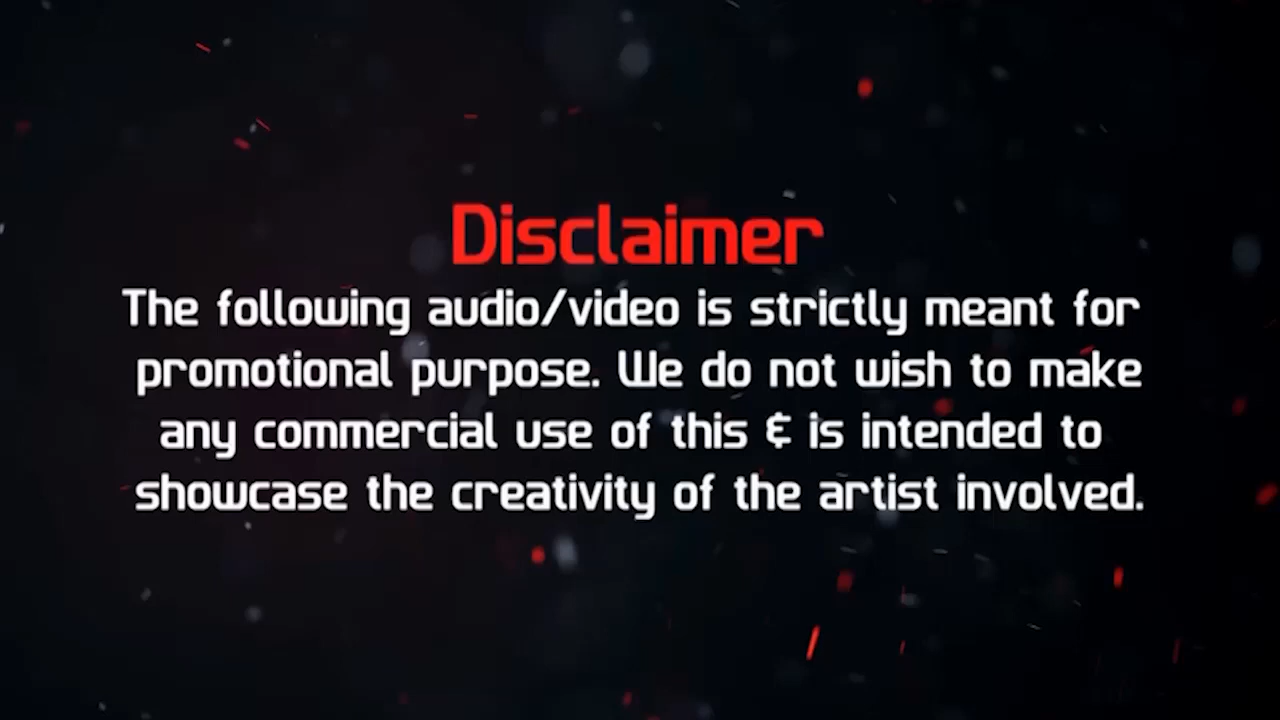 Disclaimer
The following audio/video is strictly meant for
promotional purpose. We do not wish to make
any commercial use of this & is intended to
showcase the creativity of the artist involved.